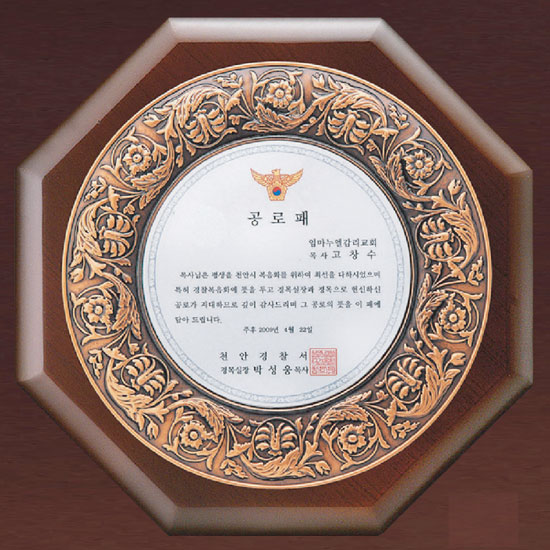 공로패
임마누엘감리교회
목사 고창수
목사님은 평생을 천안시 복음화를 위하여 최선을 다하시었으며
특히 경찰복음화에 뜻을 두고 경목실장과 경목으로 헌신하신
공로가 지대하므로 깊이 감사드리며 그 공로의 뜻을 이 패에
담아 드립니다.
주후 2009년 4월 22일
천안경찰서
경목실장 박성웅목사